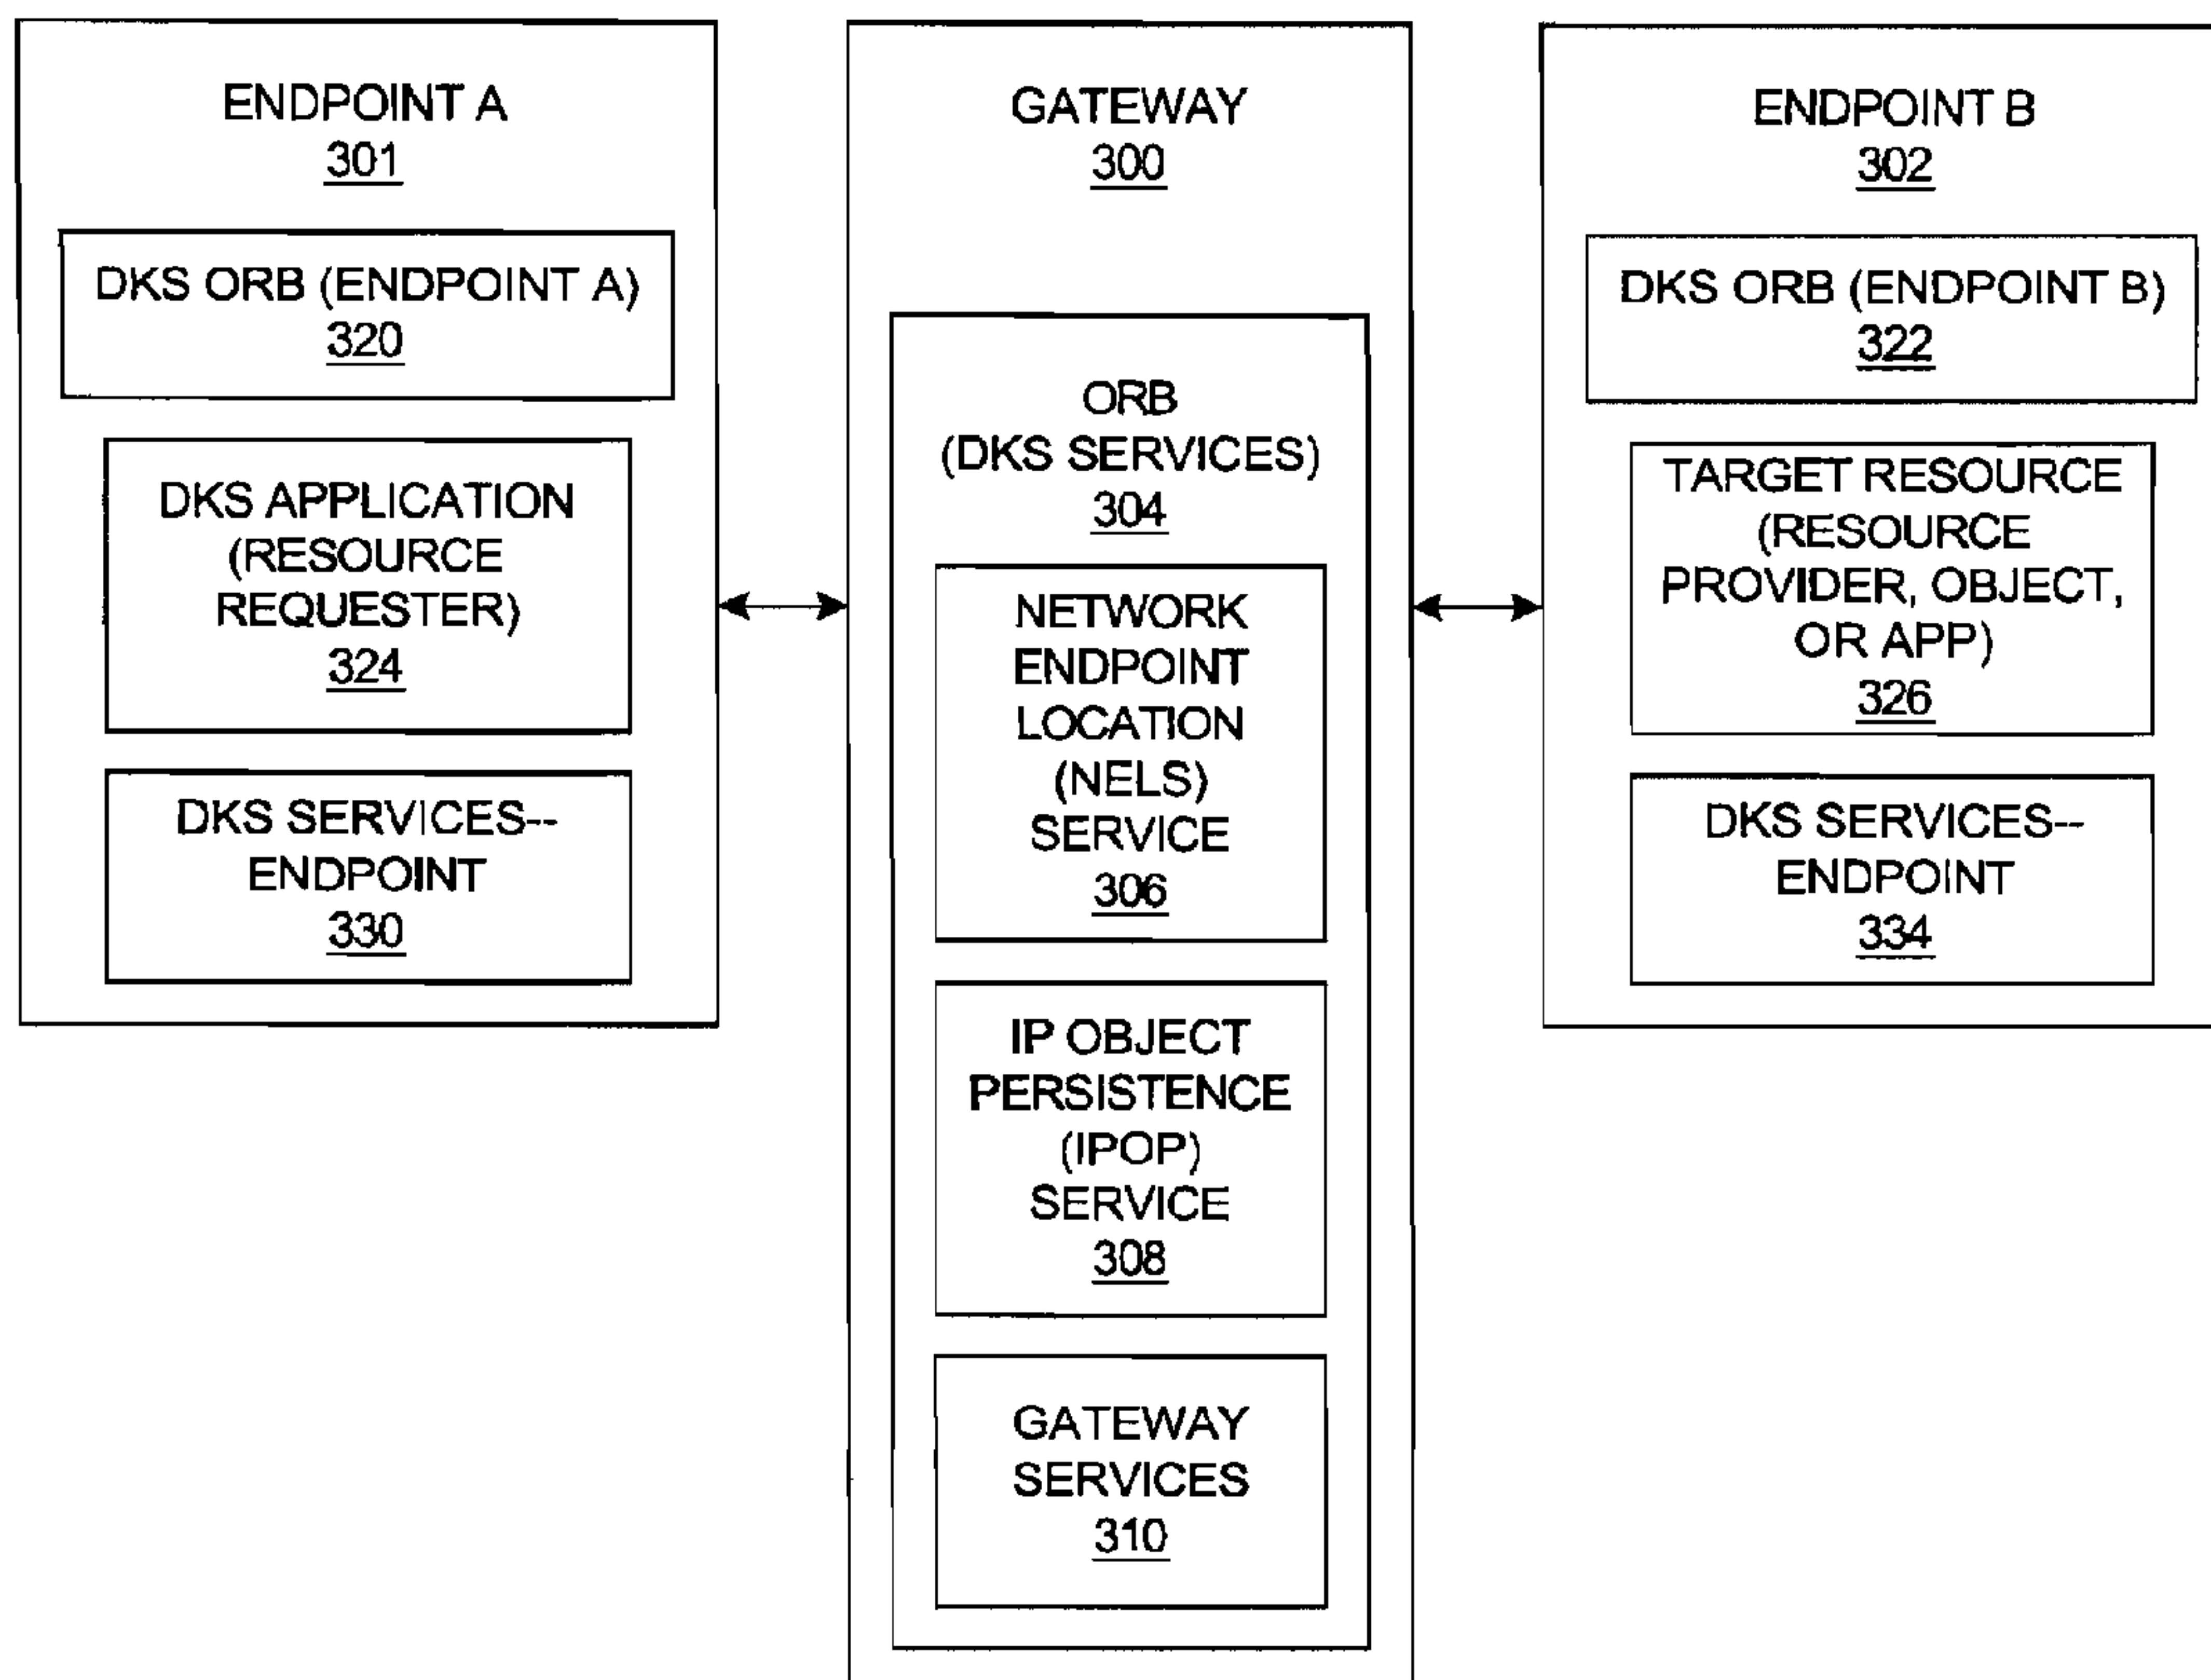 ENDPOINT A
301
DKS ORB (ENDPOINT A)
320
DKS APPLICATION
(RESOURCE
REQUESTER)
324
DKS SERVICES--
ENDPOINT
330
GATEWAY
300
ORB
(DKS SERVICES)
304
NETWORK
ENDPOINT
LOCATION
(NELS)
SERVICE
306
IP OBJECT
PERSISTENCE
(IPOP)
SERVICE
308
GATEWAY
SERVICES
310
ENDPOINT B
302
DKS ORB (ENDPOINT B)
322
TARGET RESOURCE
(RESOURCE
PROVIDER, OBJECT,
OR APP)
326
DKS SERVICES--
ENDPOINT
334